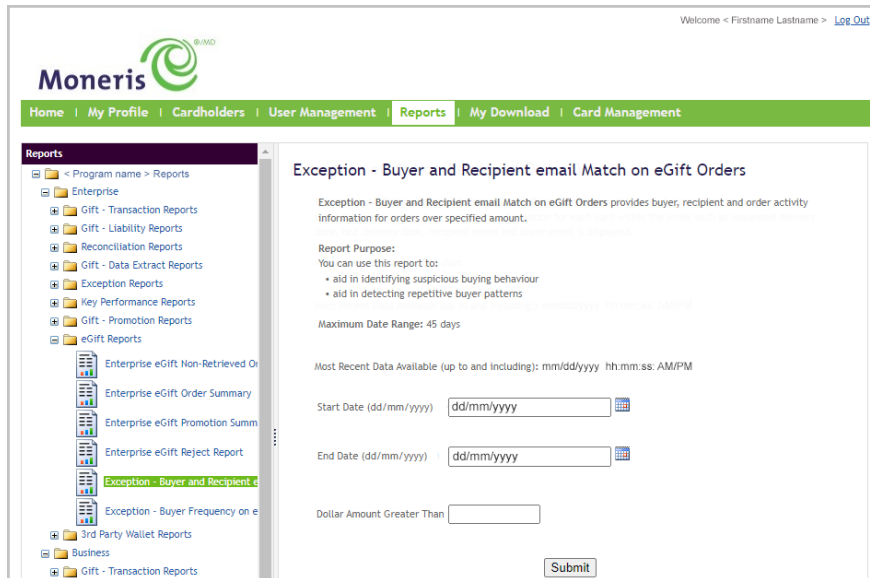 Welcome < Firstname Lastname > Log Out
®/MD
Moneris
Home | My Profile | Cardholders | User Management | Reports | My Download | Card Management
Reports
< Program name > Reports
Enterprise
Gift - Transaction Reports
Gift - Liability Reports
Reconciliation Reports
Gift - Data Extract Reports
Exception Reports
Key Performance Reports
Gift - Promotion Reports
eGift Reports
Enterprise eGift Non-Retrieved Or
Enterprise eGift Order Summary
Enterprise eGift Promotion Summ
Enterprise eGift Reject Report
Exception - Buyer and Recipient e
Exception - Buyer Frequency on e
3rd Party Wallet Reports
Business
Gift - Transaction Reports
Exception - Buyer and Recipient email Match on eGift Orders
Exception - Buyer and Recipient email Match on eGift Orders provides buyer, recipient and order activity
information for orders over specified amount.
Report Purpose:
You can use this report to:
• aid in identifying suspicious buying behaviour
• aid in detecting repetitive buyer patterns
Maximum Date Range: 45 days
Most Recent Data Available (up to and including): mm/dd/yyyy hh:mm:ss: AM/PM
Start Date (dd/mm/yyyy) dd/mm/yyyy
End Date (dd/mm/yyyy) dd/mm/yyyy
Dollar Amount Greater Than
Submit